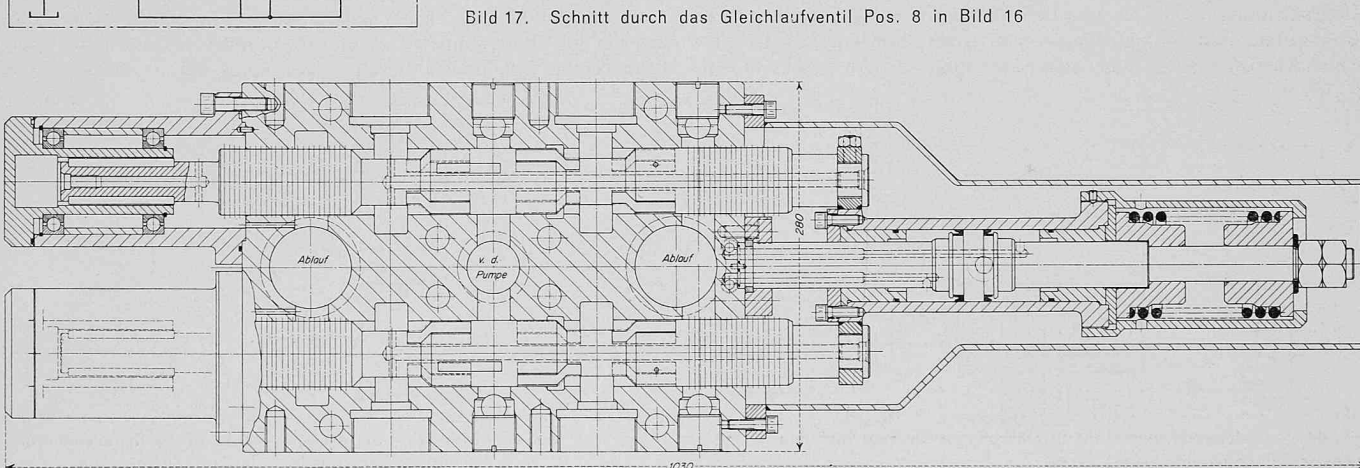 Bild 17. Schnitt durch das Gleichlaufventil Pos. 8 in Bild 16
280
Ablauf
v. d.
Pumpe
Ablauf
1030